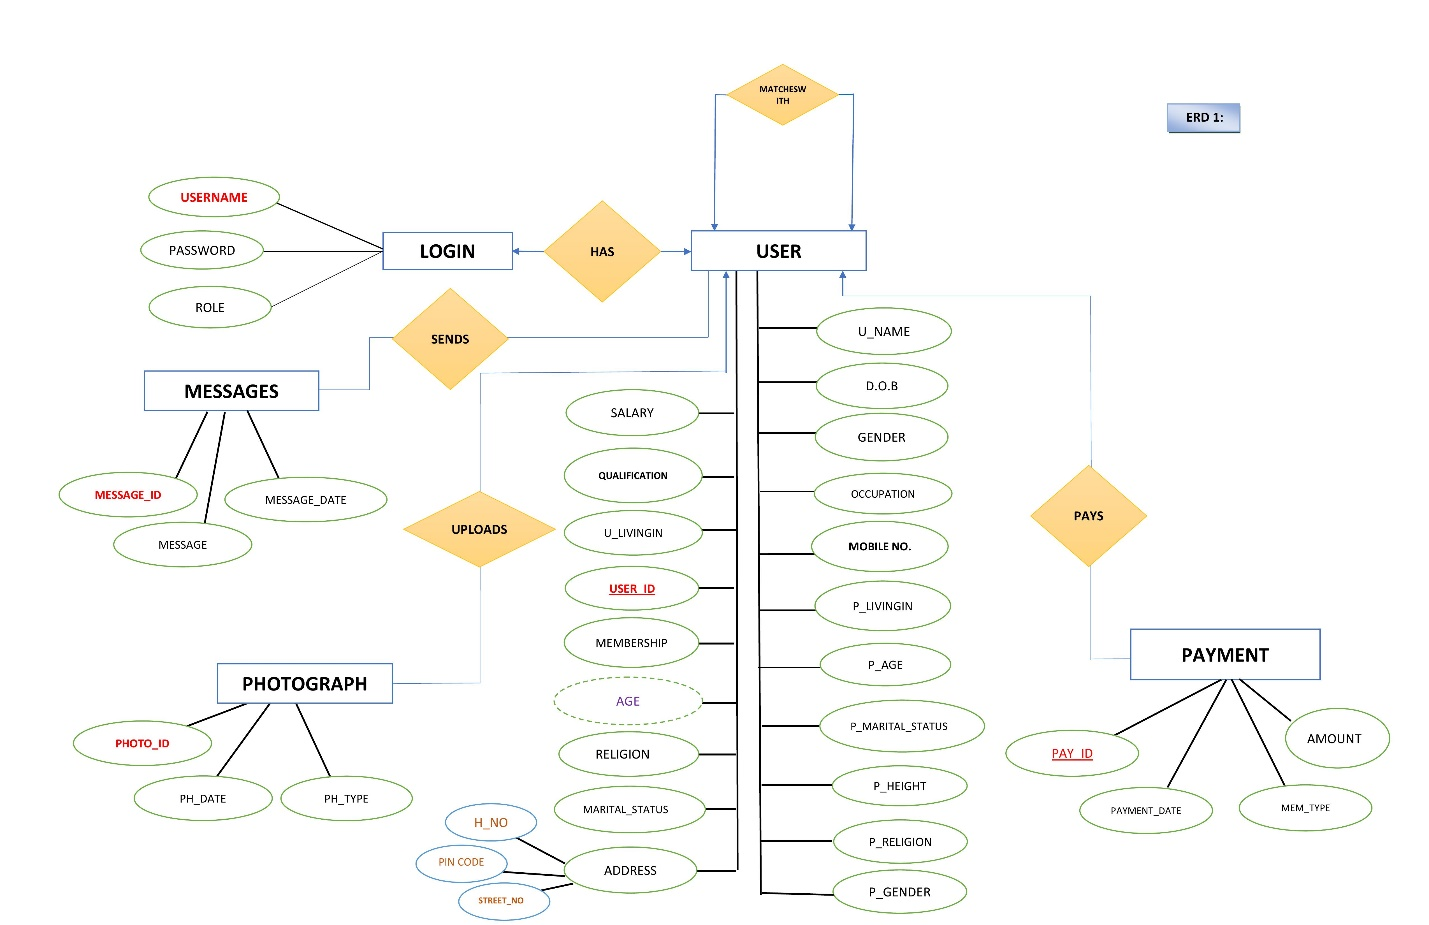 MATCHESW
ITH
ERD 1:
USERNAME
PASSWORD
ROLE
LOGIN
HAS
USER
SENDS
MESSAGES
MESSAGE_ID
MESSAGE_DATE
MESSAGE
UPLOADS
PHOTOGRAPH
PHOTO_ID
PH_DATE
PH_TYPE
SALARY
QUALIFICATION
U_LIVINGIN
USER_ID
MEMBERSHIP
AGE
RELIGION
MARITAL_STATUS
ADDRESS
H_NO
PIN CODE
STREET_NO
U_NAME
D.O.B
GENDER
OCCUPATION
MOBILE NO.
P_LIVINGIN
P_AGE
P_MARITAL_STATUS
P_HEIGHT
P_RELIGION
P_GENDER
PAYS
PAYMENT
PAY_ID
PAYMENT_DATE
MEM_TYPE
AMOUNT